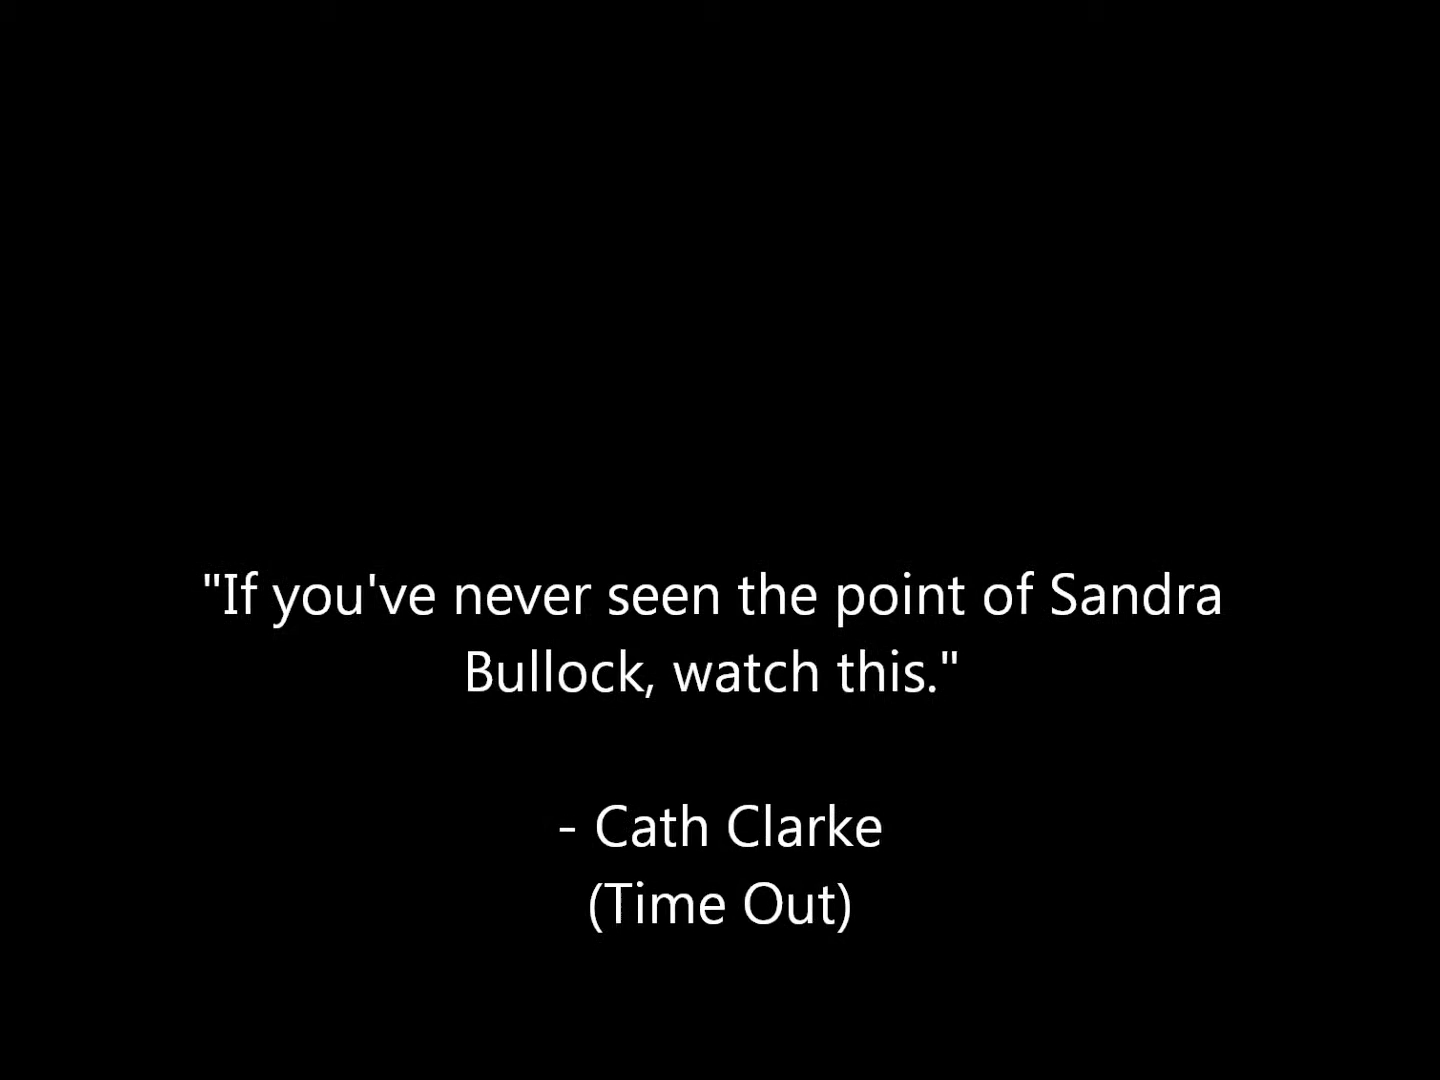 "If you've never seen the point of Sandra
Bullock, watch this."
- Cath Clarke
(Time Out)